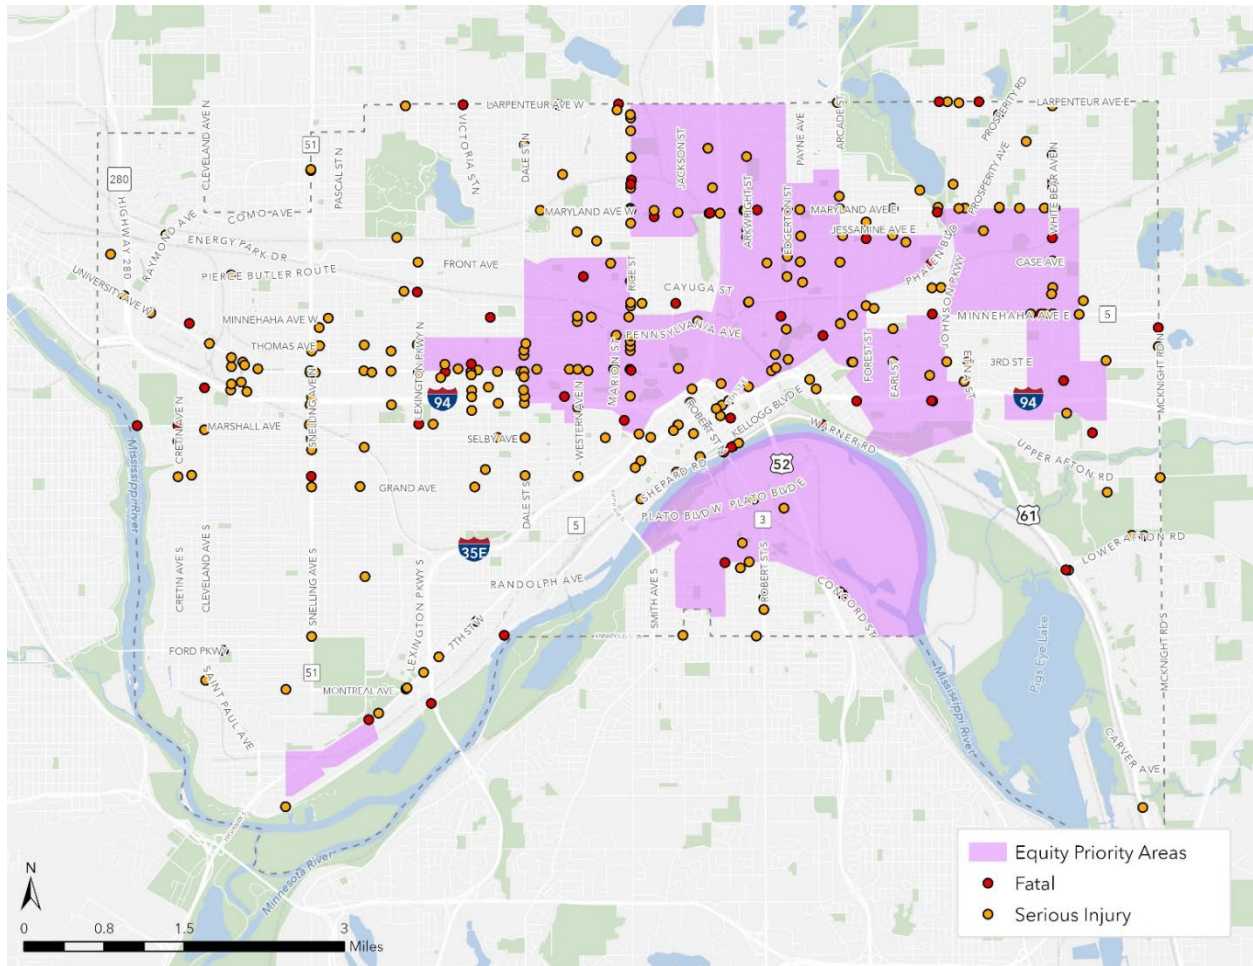 LARPENTEUR AVE W
LARPENTEUR AVE E
PROSPERITY RD
CLEVELAND AVE N
51
PASCAL ST N
VICTORIA ST N
DALE ST N
JACKSON ST
ARKWRIGHT ST
PAYNE AVE
ARCADE ST
280
HIGHWAY 280
RAYMOND AVE
COMO AVE
ENERGY PARK DR
PIERCE BUTLER ROUTE
MARYLAND AVE W
EDGERTON ST
MARYLAND AVE E
JESSAMINE AVE E
PROSPERITY AVE
WHITE BEAR AVE N
FRONT AVE
RICE ST
CAYUGA ST
PHALEN BLVD
JOHNSON PKWY
CASE AVE
UNIVERSITY AVE W
MINNEHAHA AVE W
THOMAS AVE
PENNSYLVANIA AVE
MINNEHAHA AVE E
5
SNELLING AVE N
LEXINGTON PKWY N
MARION ST
WESTERN AVE N
FOREST ST
EARL ST
ETNA ST
3RD ST E
MCKNIGHT RD N
94
94
CRETIN AVE N
MARSHALL AVE
SELBY AVE
ROBERT ST N
KELLOGG BLVD E
WARNER RD
UPPER AFTON RD
Mississippi River
GRAND AVE
DALE ST S
SHEPARD RD
52
PLATO BLVD W
PLATO BLVD E
3
5
61
LOWER AFTON RD
35E
CRETIN AVE S
CLEVELAND AVE S
SNELLING AVE S
LEXINGTON PKWY S
RANDOLPH AVE
7TH ST W
SMITH AVE S
ROBERT ST S
CONCORD ST
ANNAPOLIS ST W
FORD PKWY
51
SAINT PAUL AVE
MONTREAL AVE
Pigs Eye Lake
MCKNIGHT RD S
Mississippi River
CARVER AVE
Minnesota River
N
0 0.8 1.5 3
Miles
Equity Priority Areas
Fatal
Serious Injury